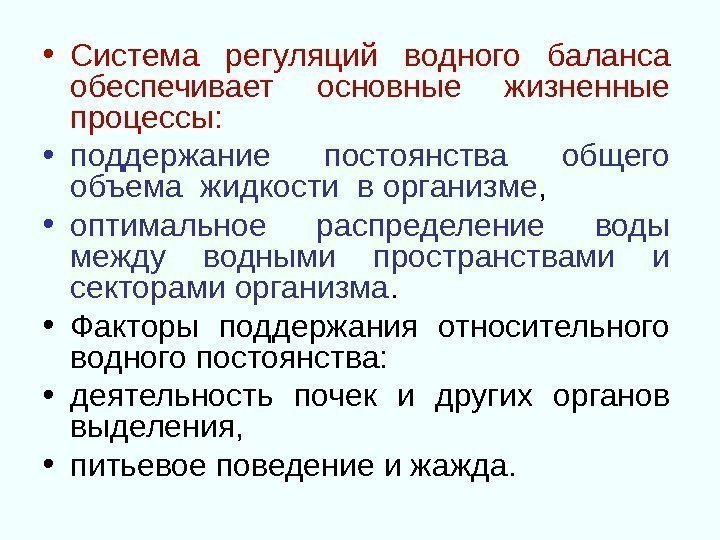 • Система регуляций водного баланса
обеспечивает основные жизненные
процессы:
• поддержание постоянства общего
объема жидкости в организме,
• оптимальное распределение воды
между водными пространствами и
секторами организма.
• Факторы поддержания относительного
водного постоянства:
• деятельность почек и других органов
выделения,
• питьевое поведение и жажда.